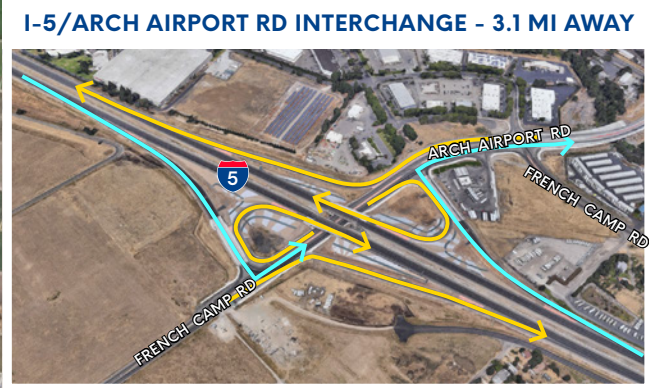 I-5/ARCH AIRPORT RD INTERCHANGE - 3.1 MI AWAY
ARCH AIRPORT RD
5
FRENCH CAMP RD
FRENCH CAMP RD